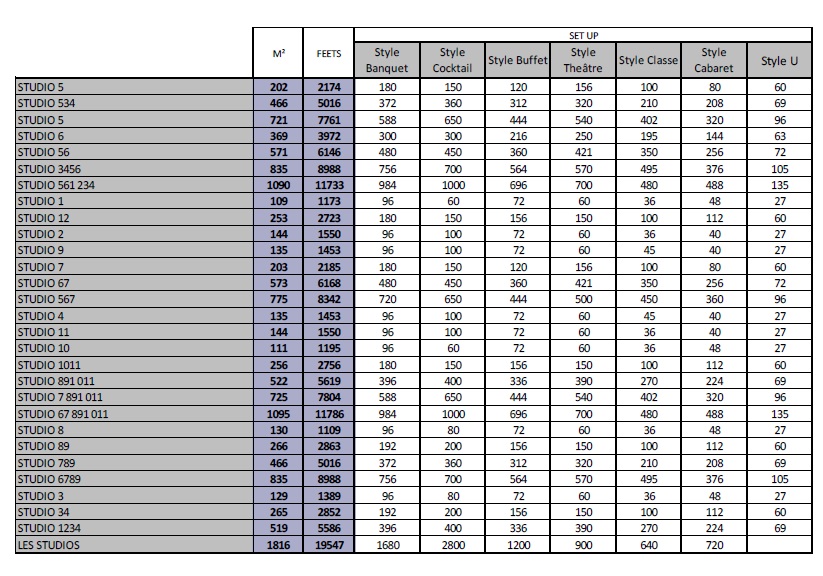 SET UP
M² FEETS Style Banquet Style Cocktail Style Buffet Style Theâtre Style Classe Style Cabaret Style U
STUDIO 5 202 2174 180 150 120 156 100 80 60
STUDIO 534 466 5016 372 360 312 320 210 208 69
STUDIO 5 721 7761 588 650 444 540 402 320 96
STUDIO 6 369 3972 300 300 216 250 195 144 63
STUDIO 56 571 6146 480 450 360 421 350 256 72
STUDIO 3456 835 8988 756 700 564 570 495 376 105
STUDIO 561 234 1090 11733 984 1000 696 700 480 488 135
STUDIO 1 109 1173 96 60 72 60 36 48 27
STUDIO 12 253 2723 180 150 156 150 100 112 60
STUDIO 2 144 1550 96 100 72 60 36 40 27
STUDIO 9 135 1453 96 100 72 60 45 40 27
STUDIO 7 203 2185 180 150 120 156 100 80 60
STUDIO 67 573 6168 480 450 360 421 350 256 72
STUDIO 567 775 8342 720 650 444 500 450 360 96
STUDIO 4 135 1453 96 100 72 60 45 40 27
STUDIO 11 144 1550 96 100 72 60 36 40 27
STUDIO 10 111 1195 96 60 72 60 36 48 27
STUDIO 1011 256 2756 180 150 156 150 100 112 60
STUDIO 891 011 522 5619 396 400 336 390 270 224 69
STUDIO 7 891 011 725 7804 588 650 444 540 402 320 96
STUDIO 67 891 011 1095 11786 984 1000 696 700 480 488 135
STUDIO 8 130 1109 96 80 72 60 36 48 27
STUDIO 89 266 2863 192 200 156 150 100 112 60
STUDIO 789 466 5016 372 360 312 320 210 208 69
STUDIO 6789 835 8988 756 700 564 570 495 376 105
STUDIO 3 129 1389 96 80 72 60 36 48 27
STUDIO 34 265 2852 192 200 156 150 100 112 60
STUDIO 1234 519 5586 396 400 336 390 270 224 69
LES STUDIOS 1816 19547 1680 2800 1200 900 640 720